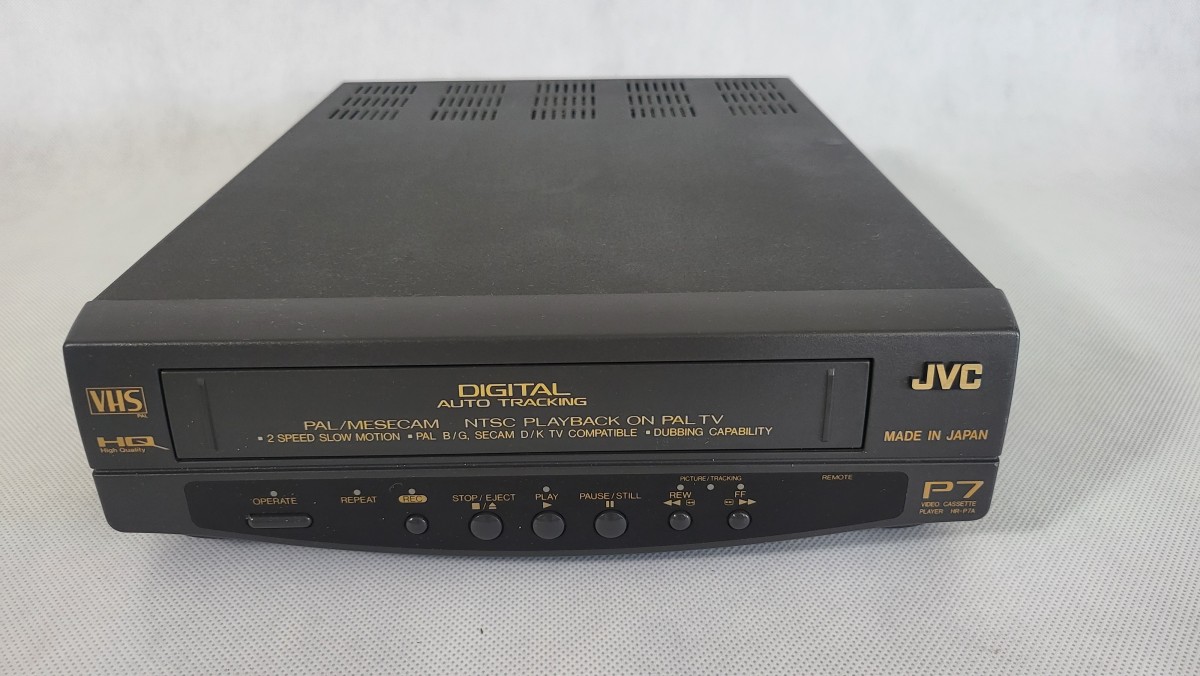 VHS
PAL
HQ
High Quality
DIGITAL
AUTO TRACKING
PAL/MESECAM NTSC PLAYBACK ON PAL TV
▪ 2 SPEED SLOW MOTION ▪ PAL B/G, SECAM D/K TV COMPATIBLE ▪ DUBBING CAPABILITY
JVC
MADE IN JAPAN
OPERATE
REPEAT
REC
STOP/EJECT
■/▲
PLAY
▶
PAUSE/STILL
II
PICTURE/TRACKING
REW
◀◀
FF
▶▶
REMOTE
P7
VIDEO CASSETTE
PLAYER HR-P7A